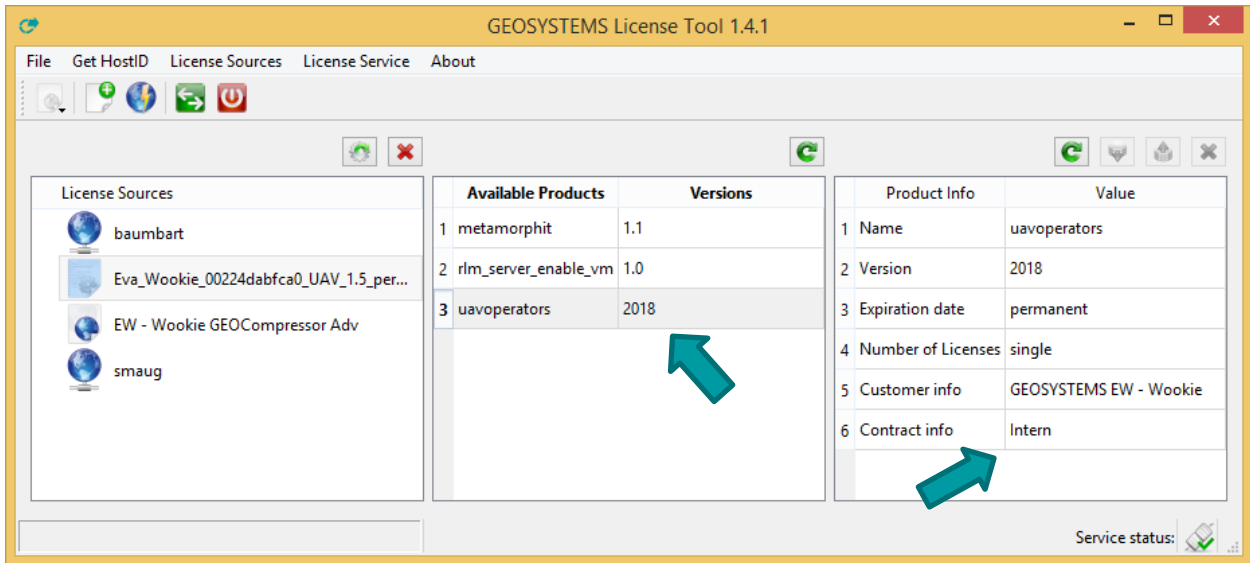 GEOSYSTEMS License Tool 1.4.1
File Get HostID License Sources License Service About
License Sources
baumbart
Eva_Wookie_00224dabfca0_UAV_1.5_per...
EW - Wookie GEOCompressor Adv
smaug
Available Products Versions
1 metamorphit 1.1
2 rlm_server_enable_vm 1.0
3 uavoperators 2018
Product Info Value
1 Name uavoperators
2 Version 2018
3 Expiration date permanent
4 Number of Licenses single
5 Customer info GEOSYSTEMS EW - Wookie
6 Contract info Intern
Service status: